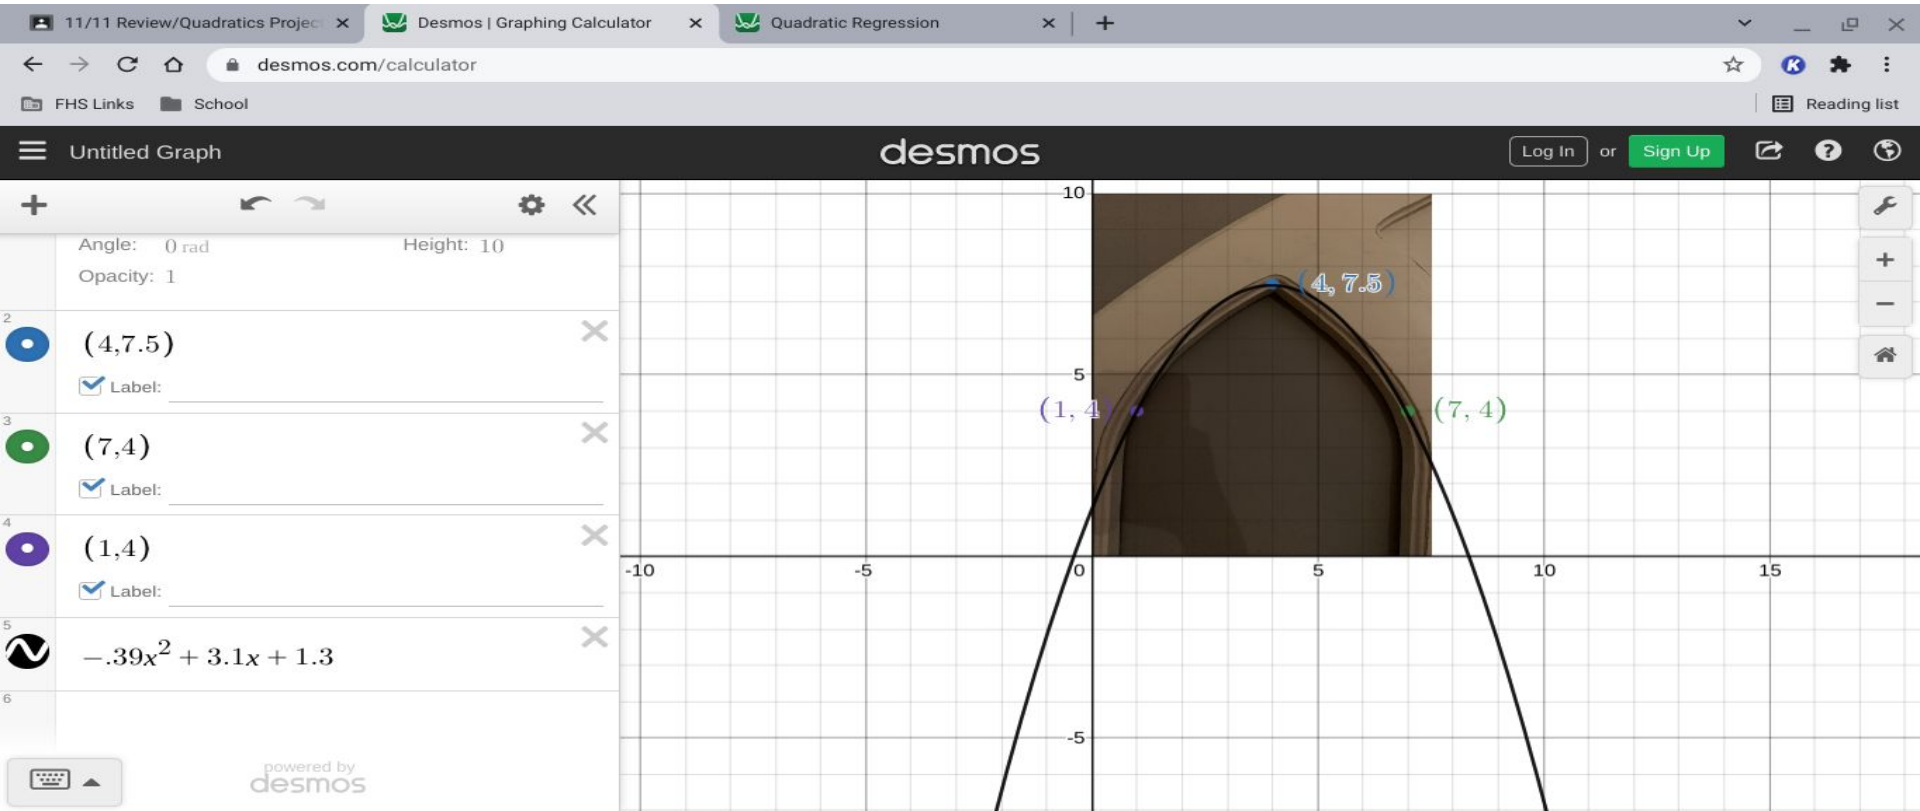 11/11 Review/Quadratics Projec
Desmos | Graphing Calculator
Quadratic Regression
desmos.com/calculator
FHS Links School Reading list
Untitled Graph desmos Log In or Sign Up
Angle: 0 rad Height: 10
Opacity: 1
2
(4,7.5)
Label:
3
(7,4)
Label:
4
(1,4)
Label:
5
−.39x² + 3.1x + 1.3
6
powered by
desmos
10
(4, 7.5)
5
(1, 4) (7, 4)
-10 -5 0 5 10 15
-5